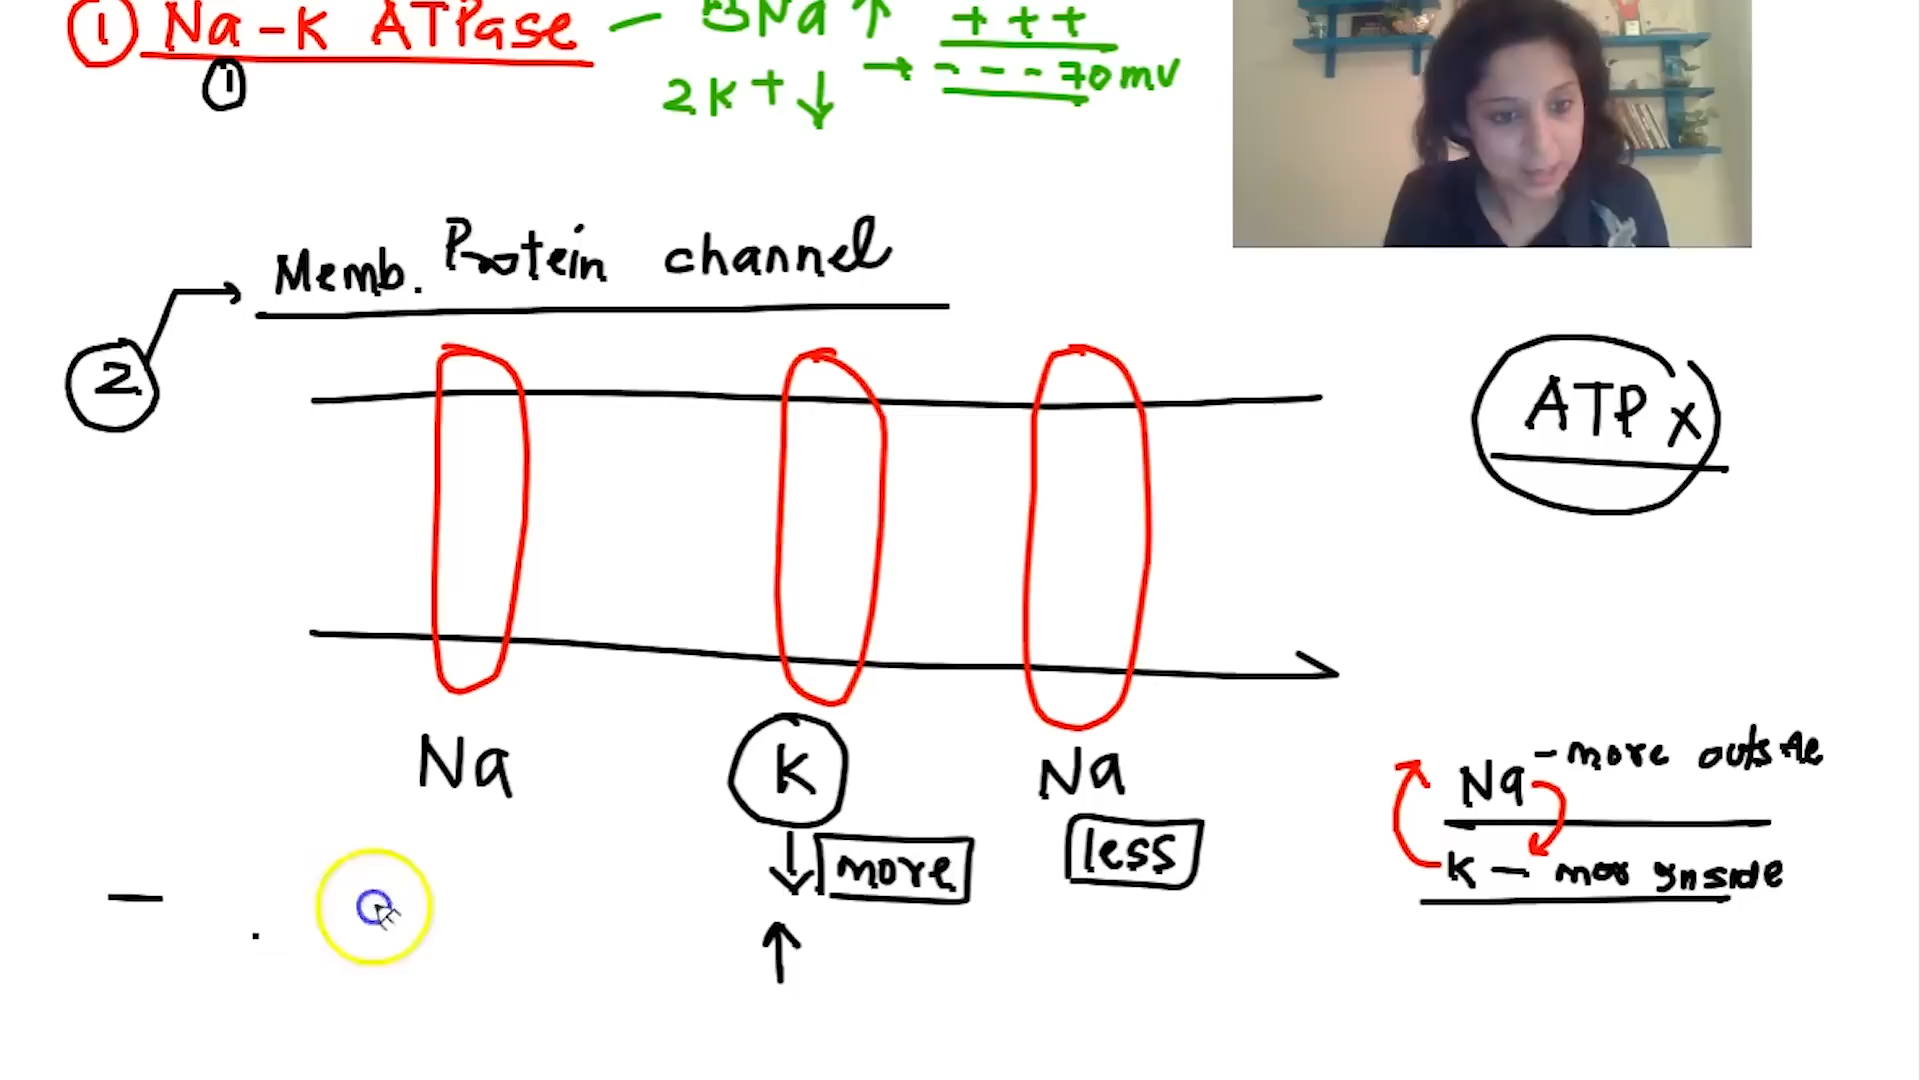 ① Na-K ATPase - 3Na ↑ + + +
①
2K+ ↓ → - - - 70mV
Memb. Protein channel
2
ATP x
Na K Na
Na - more outside
more less
K - mor inside